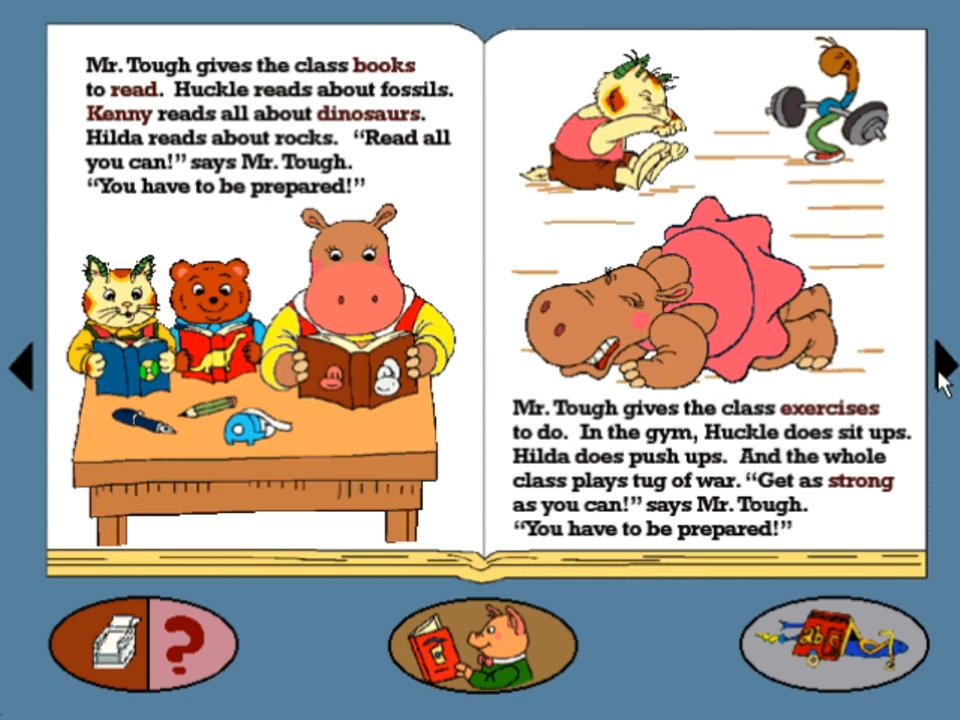 Mr. Tough gives the class books
to read. Huckle reads about fossils.
Kenny reads all about dinosaurs.
Hilda reads about rocks. “Read all
you can!” says Mr. Tough.
“You have to be prepared!”
Mr. Tough gives the class exercises
to do. In the gym, Huckle does sit ups.
Hilda does push ups. And the whole
class plays tug of war. “Get as strong
as you can!” says Mr. Tough.
“You have to be prepared!”
?
abc